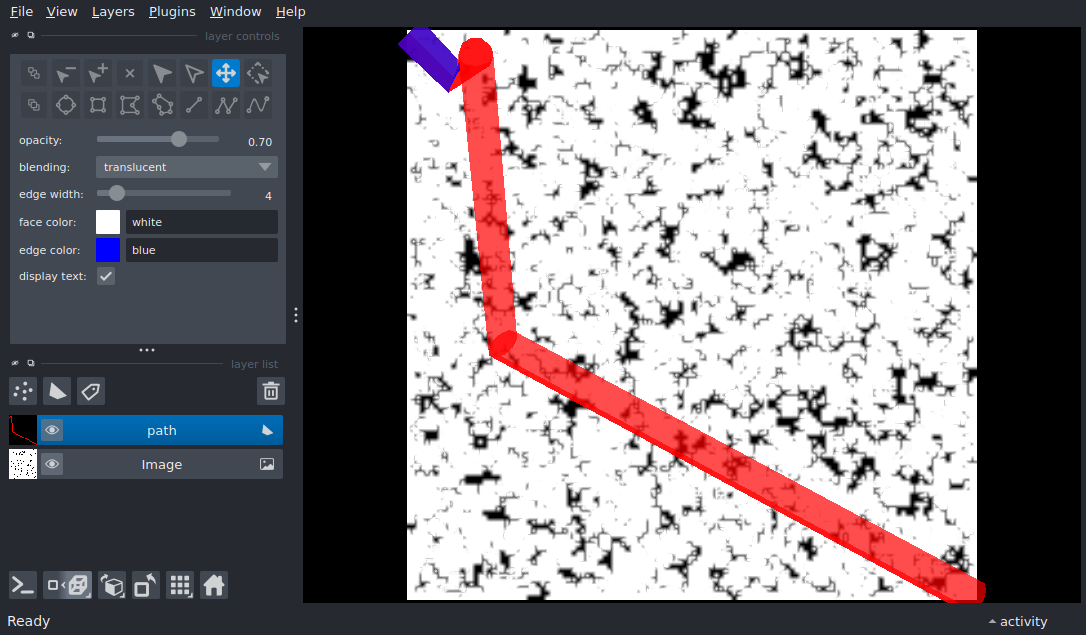 File View Layers Plugins Window Help
layer controls
opacity: 0.70
blending: translucent
edge width: 4
face color: white
edge color: blue
display text:
layer list
path
Image
Ready activity